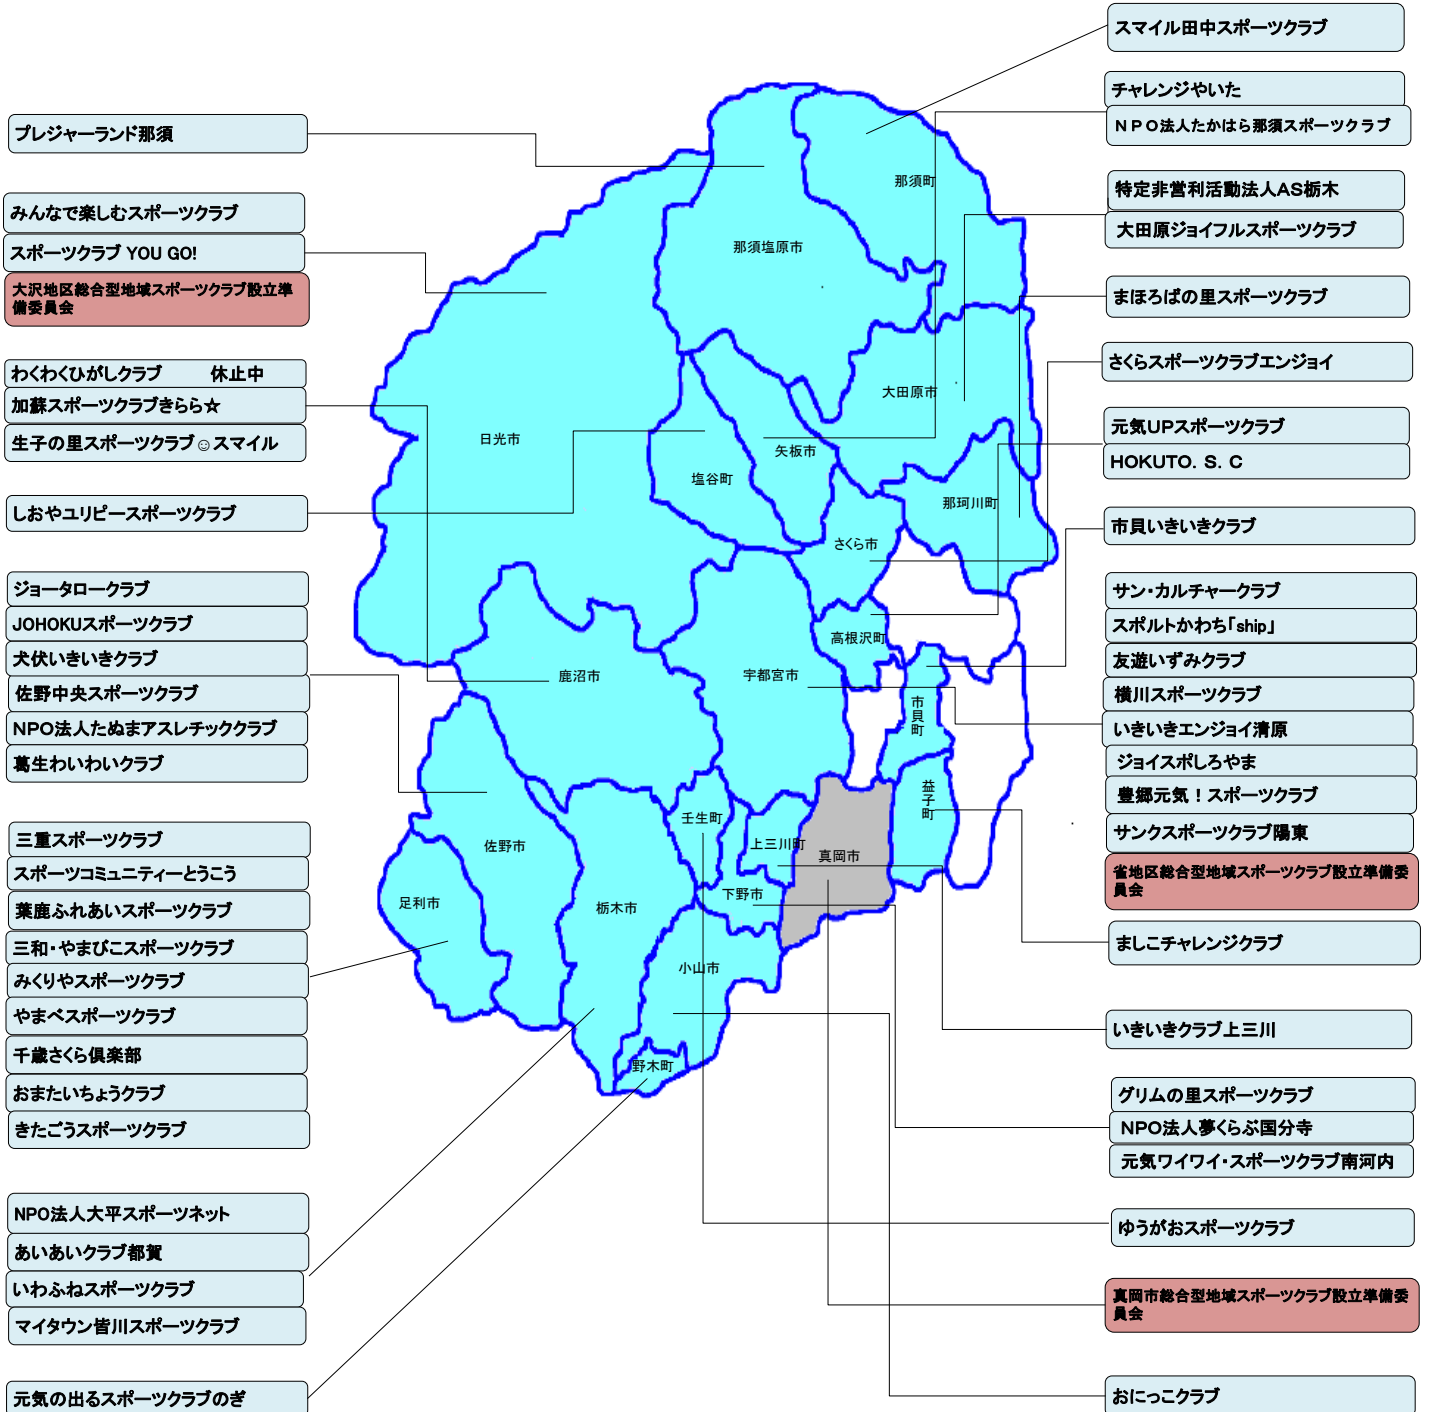 プレジャーランド那須
みんなで楽しむスポーツクラブ
スポーツクラブ YOU GO!
大沢地区総合型地域スポーツクラブ設立準
備委員会
わくわくひがしクラブ　　　休止中
加蘇スポーツクラブきらら☆
生子の里スポーツクラブ☺スマイル
しおやユリピースポーツクラブ
ジョータロークラブ
JOHOKUスポーツクラブ
犬伏いきいきクラブ
佐野中央スポーツクラブ
NPO法人たぬまアスレチッククラブ
葛生わいわいクラブ
三重スポーツクラブ
スポーツコミュニティーとうこう
葉鹿ふれあいスポーツクラブ
三和・やまびこスポーツクラブ
みくりやスポーツクラブ
やまべスポーツクラブ
千歳さくら倶楽部
おまたいちょうクラブ
きたごうスポーツクラブ
NPO法人大平スポーツネット
あいあいクラブ都賀
いわふねスポーツクラブ
マイタウン皆川スポーツクラブ
元気の出るスポーツクラブのぎ
那須町
那須塩原市
大田原市
日光市
矢板市
塩谷町
那珂川町
さくら市
高根沢町
鹿沼市
宇都宮市
市貝町
益子町
壬生町
上三川町
真岡市
佐野市
下野市
足利市
栃木市
小山市
野木町
スマイル田中スポーツクラブ
チャレンジやいた
ＮＰＯ法人たかはら那須スポーツクラブ
特定非営利活動法人AS栃木
大田原ジョイフルスポーツクラブ
まほろばの里スポーツクラブ
さくらスポーツクラブエンジョイ
元気UPスポーツクラブ
HOKUTO．S．C
市貝いきいきクラブ
サン・カルチャークラブ
スポルトかわち「ship」
友遊いずみクラブ
横川スポーツクラブ
いきいきエンジョイ清原
ジョイスポしろやま
豊郷元気！スポーツクラブ
サンクスポーツクラブ陽東
省地区総合型地域スポーツクラブ設立準備委
員会
ましこチャレンジクラブ
いきいきクラブ上三川
グリムの里スポーツクラブ
NPO法人夢くらぶ国分寺
元気ワイワイ・スポーツクラブ南河内
ゆうがおスポーツクラブ
真岡市総合型地域スポーツクラブ設立準備委
員会
おにっこクラブ